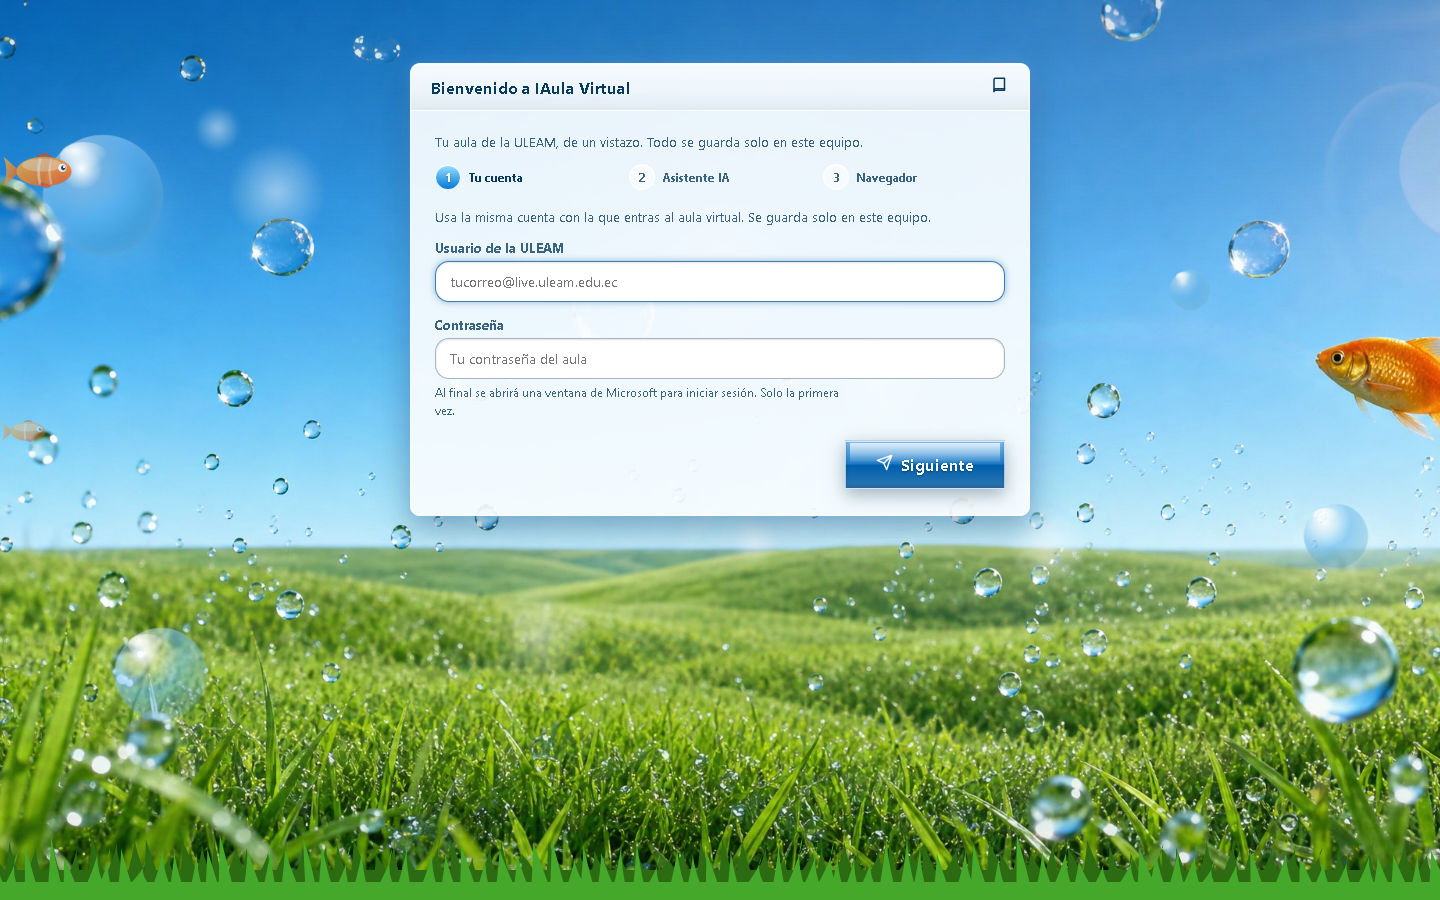 Bienvenido a IAula Virtual
Tu aula de la ULEAM, de un vistazo. Todo se guarda solo en este equipo.
1 Tu cuenta 2 Asistente IA 3 Navegador
Usa la misma cuenta con la que entras al aula virtual. Se guarda solo en este equipo.
Usuario de la ULEAM
tucorreo@live.uleam.edu.ec
Contraseña
Tu contraseña del aula
Al final se abrirá una ventana de Microsoft para iniciar sesión. Solo la primera
vez.
Siguiente